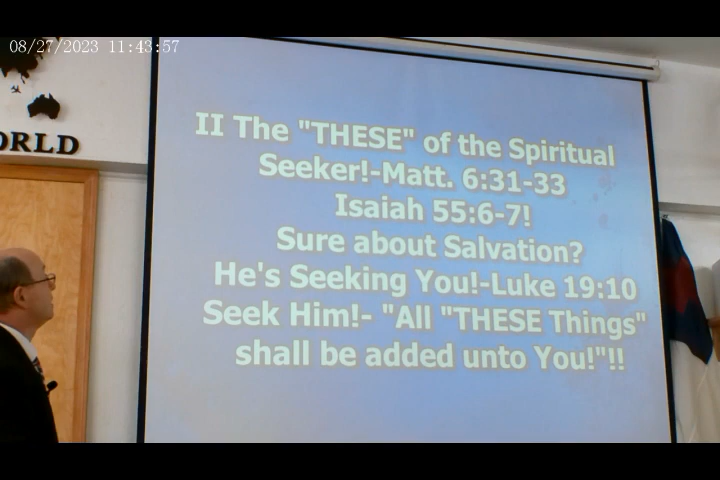 08/27/2023 11:43:57
ORLD
II The "THESE" of the Spiritual
Seeker!-Matt. 6:31-33
Isaiah 55:6-7!
Sure about Salvation?
He's Seeking You!-Luke 19:10
Seek Him!- "All "THESE Things"
shall be added unto You!"!!